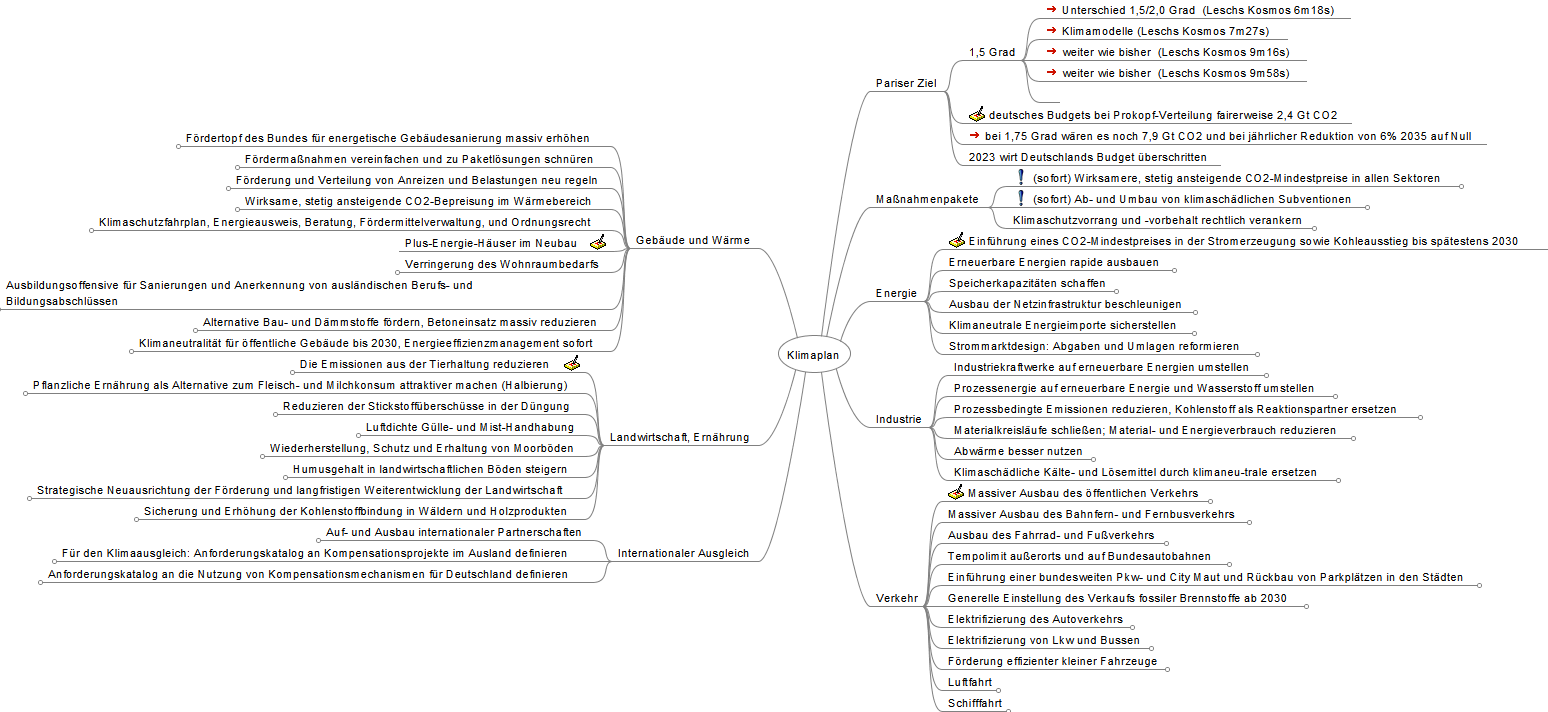 Klimaplan
Pariser Ziel
1,5 Grad
Unterschied 1,5/2,0 Grad (Leschs Kosmos 6m18s)
Klimamodelle (Leschs Kosmos 7m27s)
weiter wie bisher (Leschs Kosmos 9m16s)
weiter wie bisher (Leschs Kosmos 9m58s)
deutsches Budgets bei Prokopf-Verteilung fairerweise 2,4 Gt CO2
bei 1,75 Grad wären es noch 7,9 Gt CO2 und bei jährlicher Reduktion von 6% 2035 auf Null
2023 wirt Deutschlands Budget überschritten
Maßnahmenpakete
(sofort) Wirksamere, stetig ansteigende CO2-Mindestpreise in allen Sektoren
(sofort) Ab- und Umbau von klimaschädlichen Subventionen
Klimaschutzvorrang und -vorbehalt rechtlich verankern
Energie
Einführung eines CO2-Mindestpreises in der Stromerzeugung sowie Kohleausstieg bis spätestens 2030
Erneuerbare Energien rapide ausbauen
Speicherkapazitäten schaffen
Ausbau der Netzinfrastruktur beschleunigen
Klimaneutrale Energieimporte sicherstellen
Strommarktdesign: Abgaben und Umlagen reformieren
Industrie
Industriekraftwerke auf erneuerbare Energien umstellen
Prozessenergie auf erneuerbare Energie und Wasserstoff umstellen
Prozessbedingte Emissionen reduzieren, Kohlenstoff als Reaktionspartner ersetzen
Materialkreisläufe schließen; Material- und Energieverbrauch reduzieren
Abwärme besser nutzen
Klimaschädliche Kälte- und Lösemittel durch klimaneu-trale ersetzen
Verkehr
Massiver Ausbau des öffentlichen Verkehrs
Massiver Ausbau des Bahnfern- und Fernbusverkehrs
Ausbau des Fahrrad- und Fußverkehrs
Tempolimit außerorts und auf Bundesautobahnen
Einführung einer bundesweiten Pkw- und City Maut und Rückbau von Parkplätzen in den Städten
Generelle Einstellung des Verkaufs fossiler Brennstoffe ab 2030
Elektrifizierung des Autoverkehrs
Elektrifizierung von Lkw und Bussen
Förderung effizienter kleiner Fahrzeuge
Luftfahrt
Schifffahrt
Gebäude und Wärme
Fördertopf des Bundes für energetische Gebäudesanierung massiv erhöhen
Fördermaßnahmen vereinfachen und zu Paketlösungen schnüren
Förderung und Verteilung von Anreizen und Belastungen neu regeln
Wirksame, stetig ansteigende CO2-Bepreisung im Wärmebereich
Klimaschutzfahrplan, Energieausweis, Beratung, Fördermittelverwaltung, und Ordnungsrecht
Plus-Energie-Häuser im Neubau
Verringerung des Wohnraumbedarfs
Ausbildungsoffensive für Sanierungen und Anerkennung von ausländischen Berufs- und
Bildungsabschlüssen
Alternative Bau- und Dämmstoffe fördern, Betoneinsatz massiv reduzieren
Klimaneutralität für öffentliche Gebäude bis 2030, Energieeffizienzmanagement sofort
Landwirtschaft, Ernährung
Die Emissionen aus der Tierhaltung reduzieren
Pflanzliche Ernährung als Alternative zum Fleisch- und Milchkonsum attraktiver machen (Halbierung)
Reduzieren der Stickstoffüberschüsse in der Düngung
Luftdichte Gülle- und Mist-Handhabung
Wiederherstellung, Schutz und Erhaltung von Moorböden
Humusgehalt in landwirtschaftlichen Böden steigern
Strategische Neuausrichtung der Förderung und langfristigen Weiterentwicklung der Landwirtschaft
Sicherung und Erhöhung der Kohlenstoffbindung in Wäldern und Holzprodukten
Internationaler Ausgleich
Auf- und Ausbau internationaler Partnerschaften
Für den Klimaausgleich: Anforderungskatalog an Kompensationsprojekte im Ausland definieren
Anforderungskatalog an die Nutzung von Kompensationsmechanismen für Deutschland definieren